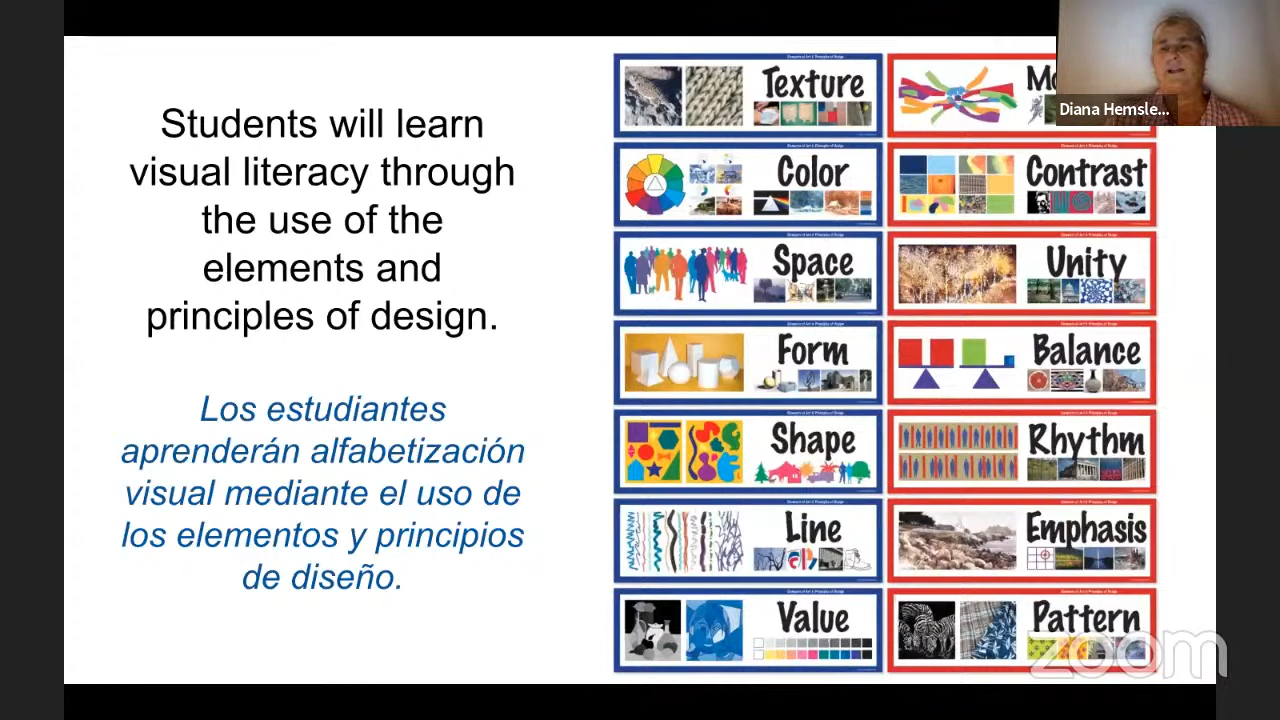 Students will learn
visual literacy through
the use of the
elements and
principles of design.
Los estudiantes
aprenderán alfabetización
visual mediante el uso de
los elementos y principios
de diseño.
Texture
Color
Space
Form
Shape
Line
Value
Contrast
Unity
Balance
Rhythm
Emphasis
Pattern
Diana Hemsle...
zoom